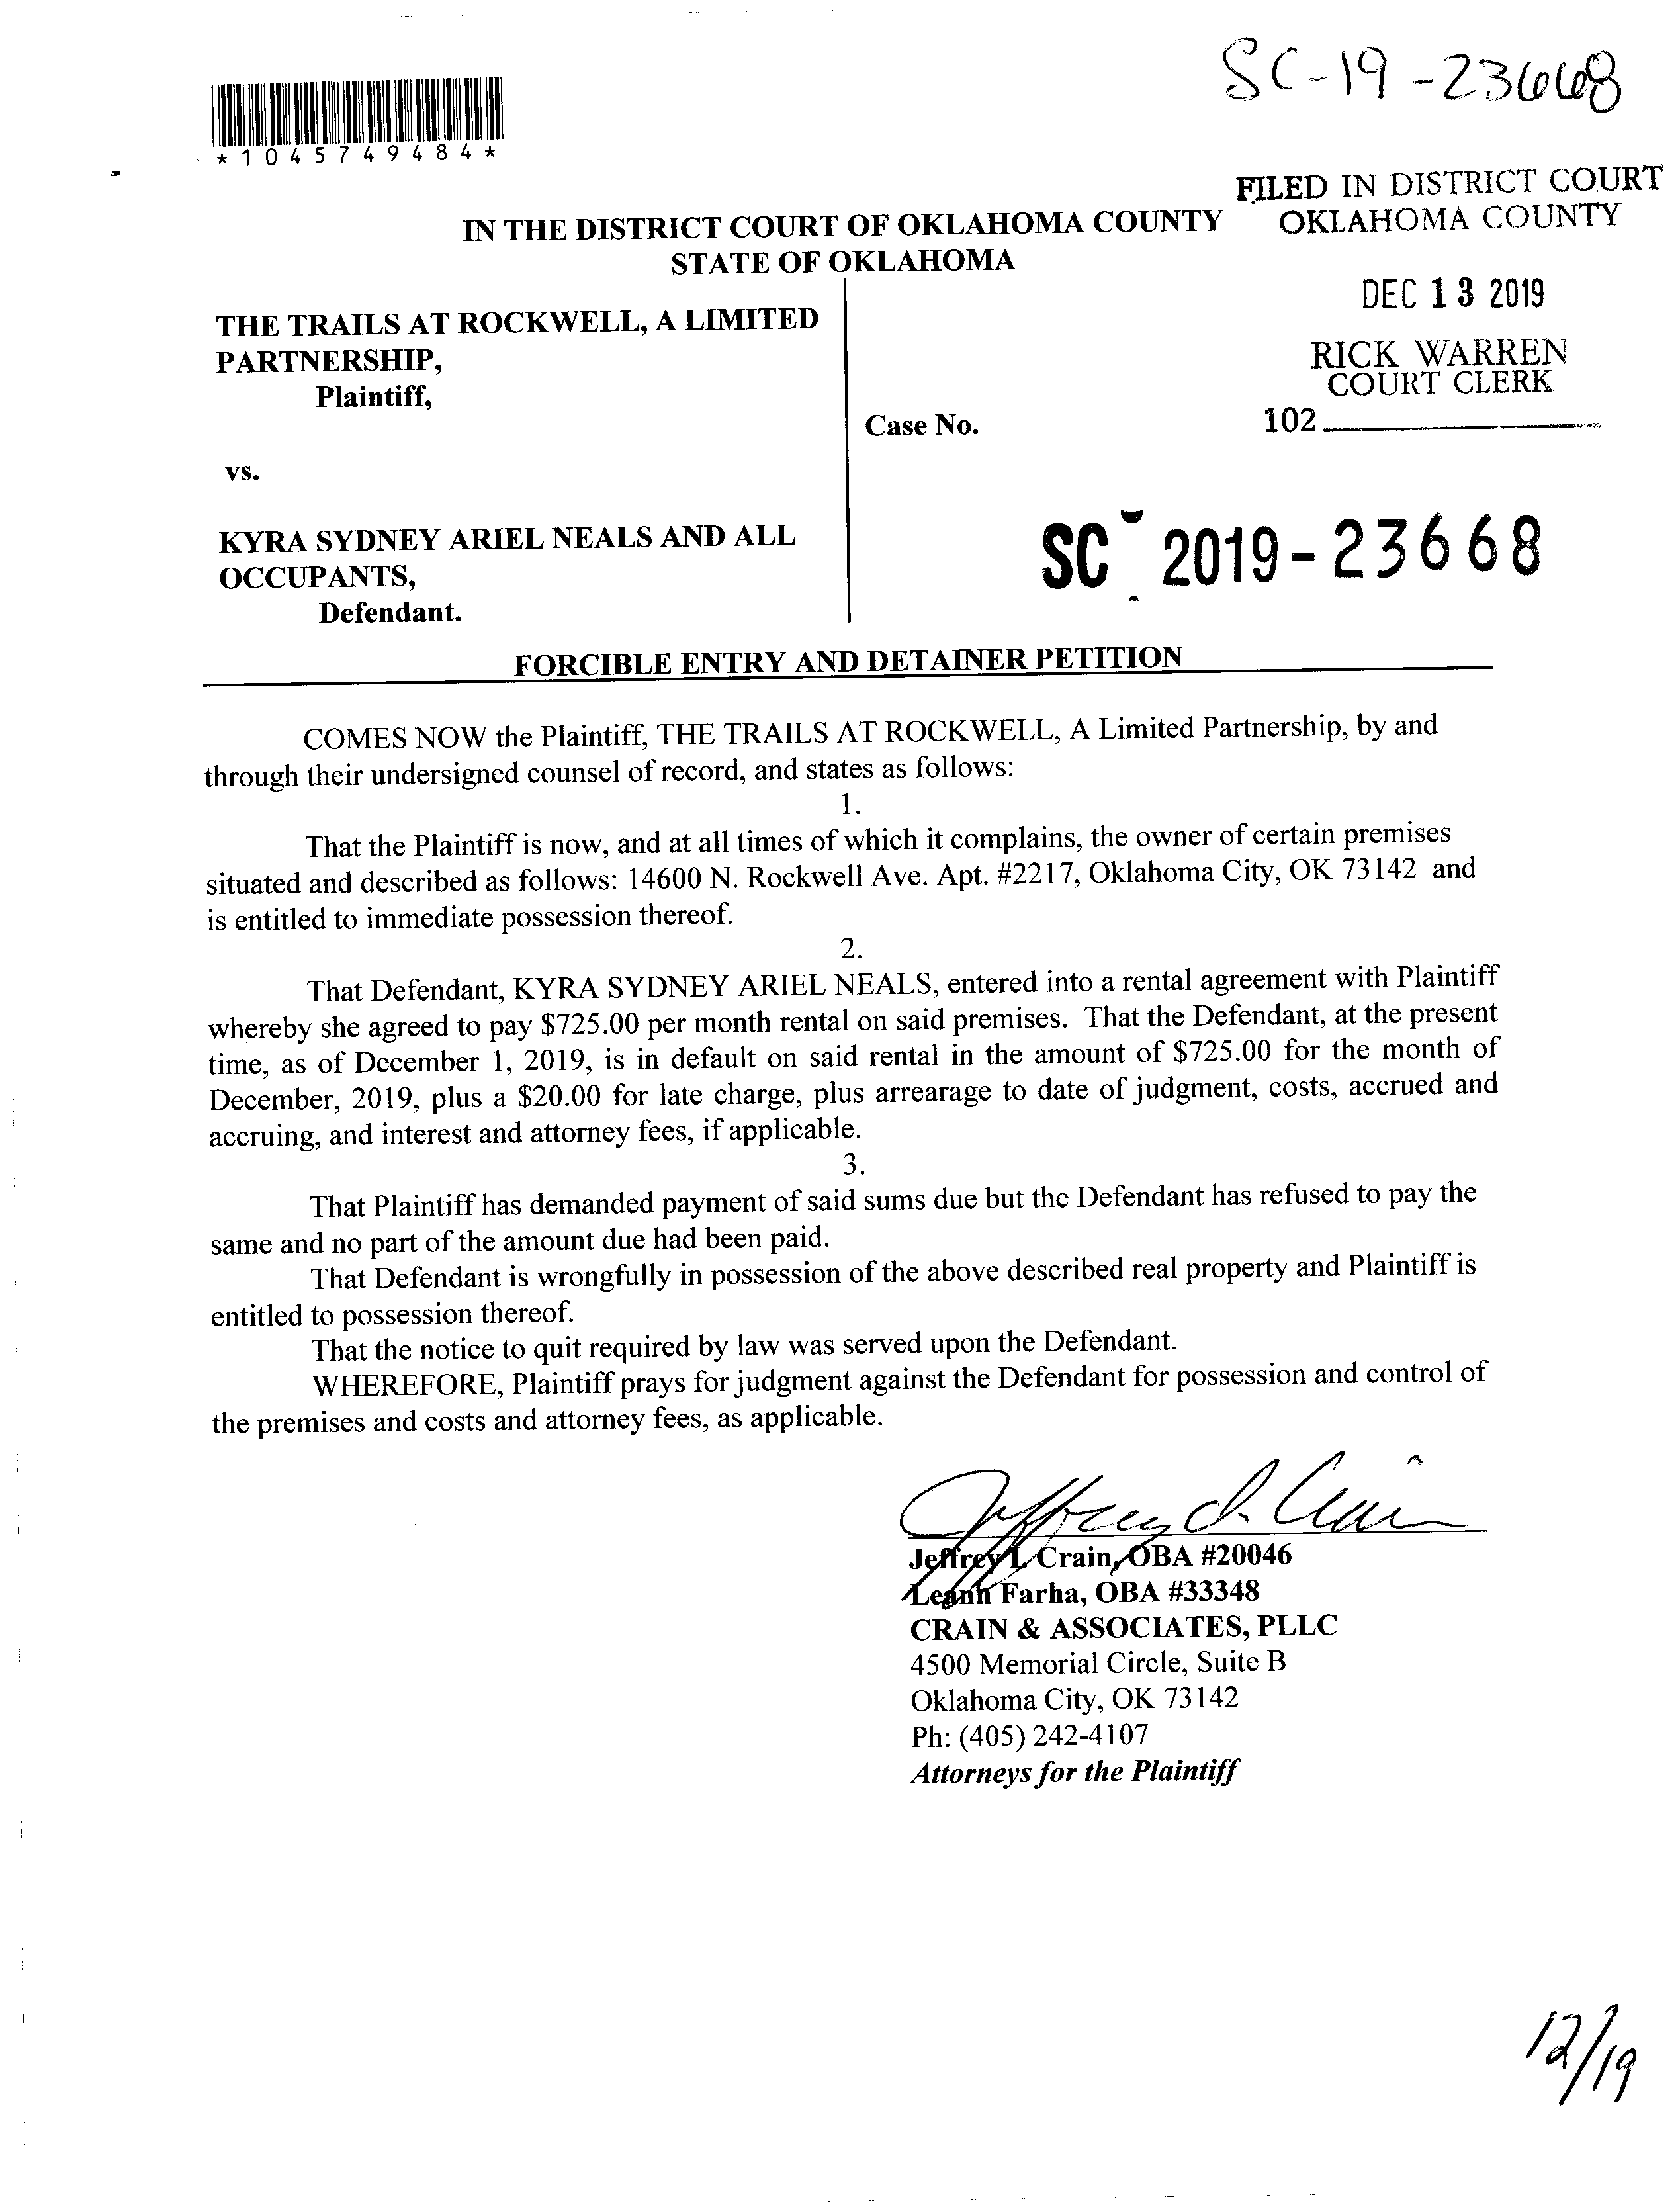 SC-19-23668
*1045749484*
FILED IN DISTRICT COURT
OKLAHOMA COUNTY
IN THE DISTRICT COURT OF OKLAHOMA COUNTY
STATE OF OKLAHOMA
DEC 13 2019
RICK WARREN
COURT CLERK
102
THE TRAILS AT ROCKWELL, A LIMITED
PARTNERSHIP,
Plaintiff,
Case No.
vs.
SC 2019-23668
KYRA SYDNEY ARIEL NEALS AND ALL
OCCUPANTS,
Defendant.
FORCIBLE ENTRY AND DETAINER PETITION
COMES NOW the Plaintiff, THE TRAILS AT ROCKWELL, A Limited Partnership, by and
through their undersigned counsel of record, and states as follows:
1.
That the Plaintiff is now, and at all times of which it complains, the owner of certain premises
situated and described as follows: 14600 N. Rockwell Ave. Apt. #2217, Oklahoma City, OK 73142 and
is entitled to immediate possession thereof.
2.
That Defendant, KYRA SYDNEY ARIEL NEALS, entered into a rental agreement with Plaintiff
whereby she agreed to pay $725.00 per month rental on said premises. That the Defendant, at the present
time, as of December 1, 2019, is in default on said rental in the amount of $725.00 for the month of
December, 2019, plus a $20.00 for late charge, plus arrearage to date of judgment, costs, accrued and
accruing, and interest and attorney fees, if applicable.
3.
That Plaintiff has demanded payment of said sums due but the Defendant has refused to pay the
same and no part of the amount due had been paid.
That Defendant is wrongfully in possession of the above described real property and Plaintiff is
entitled to possession thereof.
That the notice to quit required by law was served upon the Defendant.
WHEREFORE, Plaintiff prays for judgment against the Defendant for possession and control of
the premises and costs and attorney fees, as applicable.
Jeffrey L Crain, OBA #20046
Leann Farha, OBA #33348
CRAIN & ASSOCIATES, PLLC
4500 Memorial Circle, Suite B
Oklahoma City, OK 73142
Ph: (405) 242-4107
Attorneys for the Plaintiff
12/19